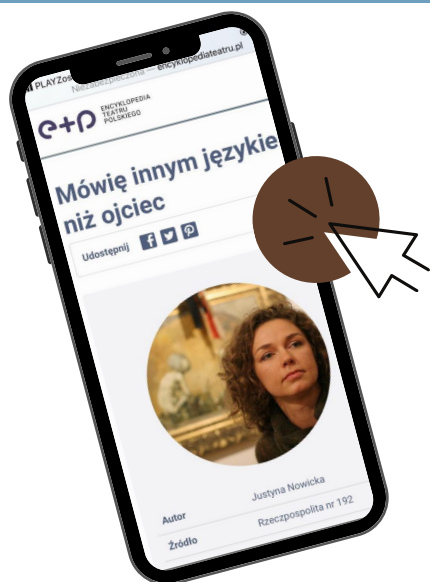 PLAY
Niezabezpieczona — encyklopediateatru.pl
e+p ENCYKLOPEDIA
TEATRU
POLSKIEGO
Mówię innym językie
niż ojciec
Udostępnij
Autor Justyna Nowicka
Źródło Rzeczpospolita nr 192